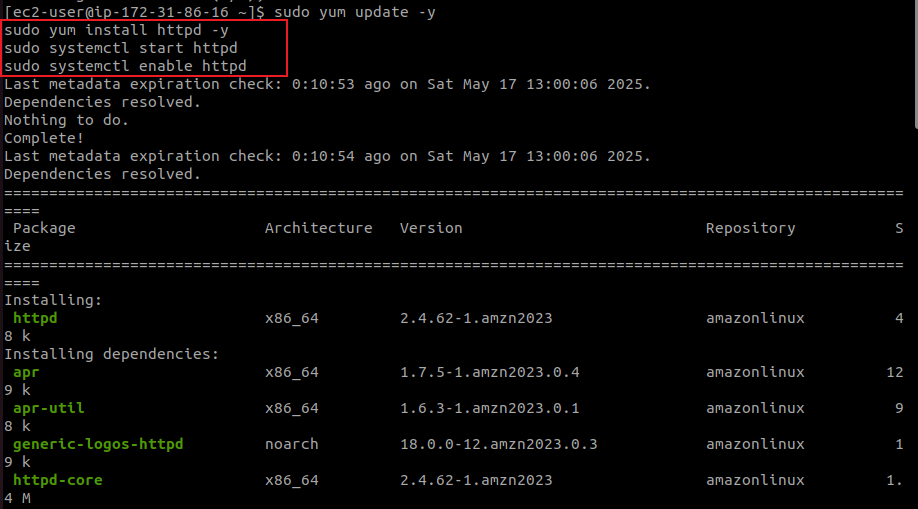 [ec2-user@ip-172-31-86-16 ~]$ sudo yum update -y
sudo yum install httpd -y
sudo systemctl start httpd
sudo systemctl enable httpd
Last metadata expiration check: 0:10:53 ago on Sat May 17 13:00:06 2025.
Dependencies resolved.
Nothing to do.
Complete!
Last metadata expiration check: 0:10:54 ago on Sat May 17 13:00:06 2025.
Dependencies resolved.
====================================================================================================
====
 Package                     Architecture   Version                           Repository        S
ize
====================================================================================================
====
Installing:
 httpd                       x86_64         2.4.62-1.amzn2023                 amazonlinux       4
8 k
Installing dependencies:
 apr                         x86_64         1.7.5-1.amzn2023.0.4              amazonlinux      12
9 k
 apr-util                    x86_64         1.6.3-1.amzn2023.0.1              amazonlinux       9
8 k
 generic-logos-httpd         noarch         18.0.0-12.amzn2023.0.3            amazonlinux       1
9 k
 httpd-core                  x86_64         2.4.62-1.amzn2023                 amazonlinux      1.
4 M